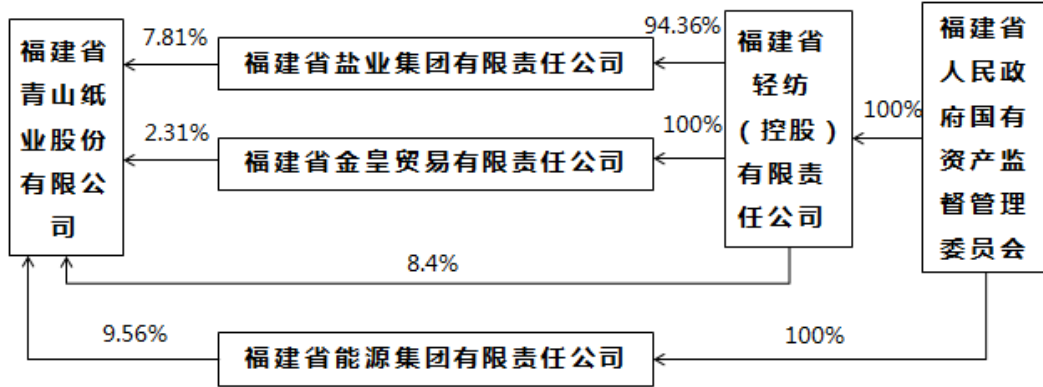 福建省
青山纸
业股份
有限公
司
7.81%
福建省盐业集团有限责任公司
94.36%
2.31%
福建省金皇贸易有限责任公司
100%
福建省
轻纺
（控股）
有限责
任公司
100%
福建省
人民政
府国有
资产监
督管理
委员会
8.4%
9.56%
福建省能源集团有限责任公司
100%